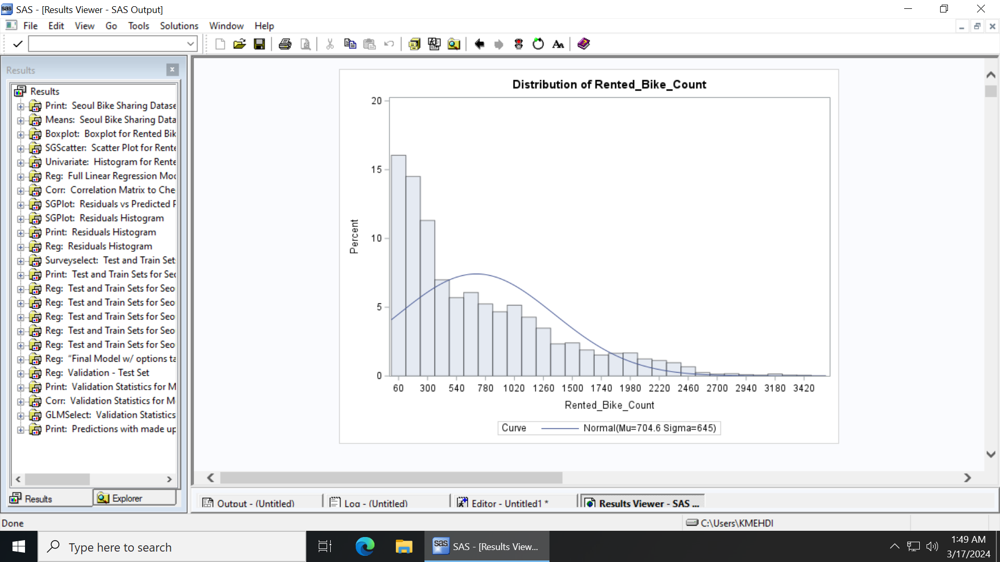 SAS - [Results Viewer - SAS Output]
File Edit View Go Tools Solutions Window Help
Results
Results
Print: Seoul Bike Sharing Datase
Means: Seoul Bike Sharing Data
Boxplot: Boxplot for Rented Bik
SGScatter: Scatter Plot for Rente
Univariate: Histogram for Rente
Reg: Full Linear Regression Mo
Corr: Correlation Matrix to Che
SGPlot: Residuals vs Predicted P
SGPlot: Residuals Histogram
Print: Residuals Histogram
Reg: Residuals Histogram
Surveyselect: Test and Train Set
Print: Test and Train Sets for Seo
Reg: Test and Train Sets for Seo
Reg: Test and Train Sets for Seo
Reg: Test and Train Sets for Seo
Reg: Test and Train Sets for Seo
Reg: Test and Train Sets for Seo
Reg: “Final Model w/ options ta
Reg: Validation - Test Set
Print: Validation Statistics for M
Corr: Validation Statistics for M
GLMSelect: Validation Statistics
Print: Predictions with made up
Results Explorer
Distribution of Rented_Bike_Count
20
15
10
5
0
Percent
60 300 540 780 1020 1260 1500 1740 1980 2220 2460 2700 2940 3180 3420
Rented_Bike_Count
Curve Normal(Mu=704.6 Sigma=645)
Output - (Untitled) Log - (Untitled) Editor - Untitled1 * Results Viewer - SAS ...
Done C:\Users\KMEHDI
Type here to search
sas SAS - [Results View...
1:49 AM
3/17/2024